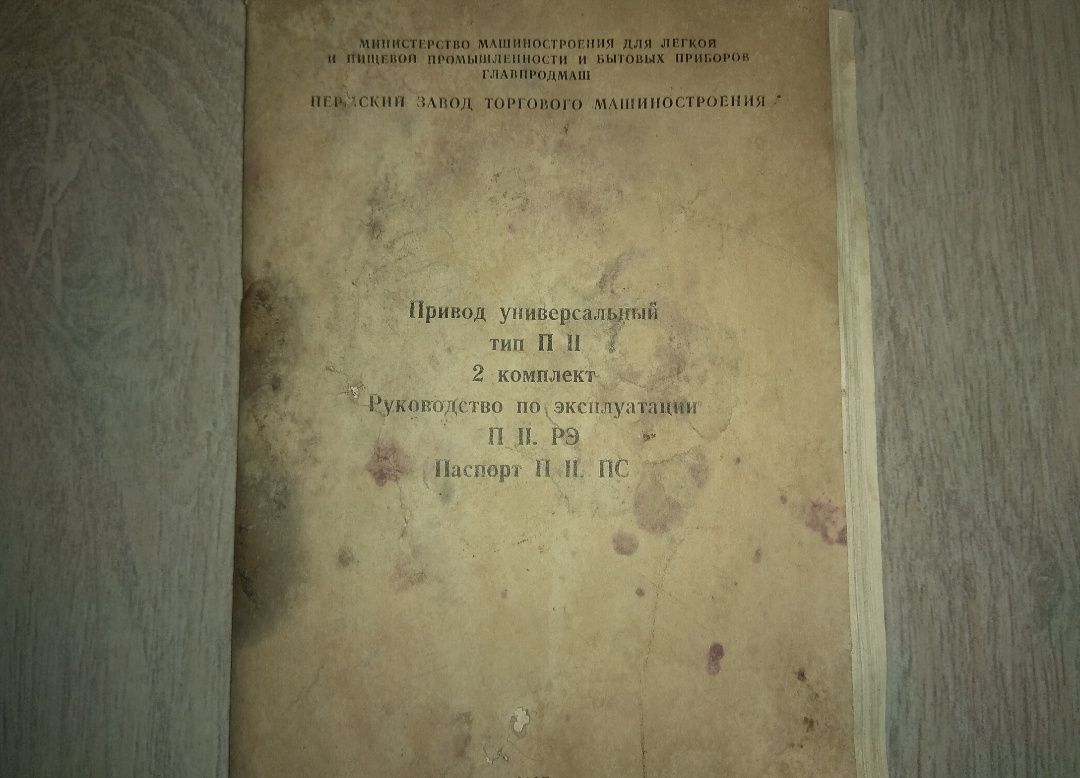 МИНИСТЕРСТВО МАШИНОСТРОЕНИЯ ДЛЯ ЛЕГКОЙ
И ПИЩЕВОЙ ПРОМЫШЛЕННОСТИ И БЫТОВЫХ ПРИБОРОВ
ГЛАВПРОДМАШ
ПЕРМСКИЙ ЗАВОД ТОРГОВОГО МАШИНОСТРОЕНИЯ
Привод универсальный
тип П II
2 комплект
Руководство по эксплуатации
П II. РЭ
Паспорт П II. ПС